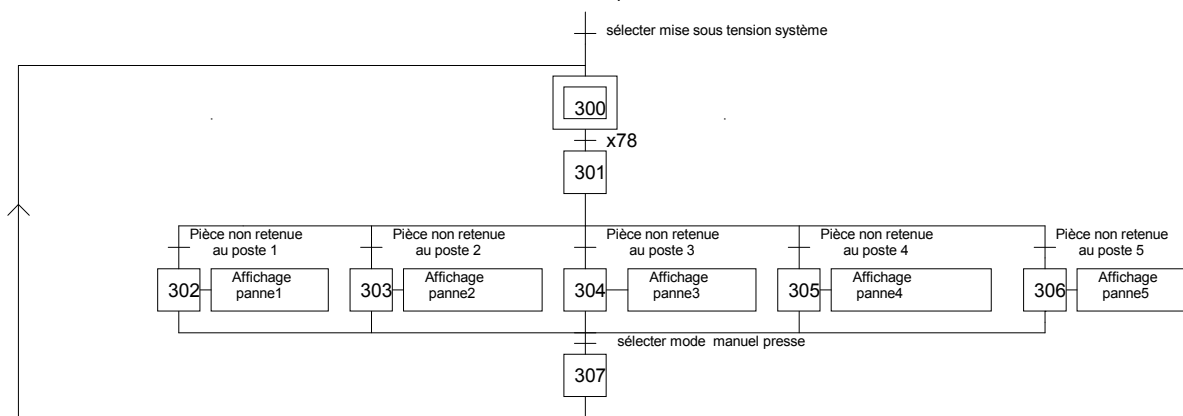 sélecter mise sous tension système
300
x78
301
Pièce non retenue
au poste 1
Pièce non retenue
au poste 2
Pièce non retenue
au poste 3
Pièce non retenue
au poste 4
Pièce non retenue
au poste 5
302
Affichage
panne1
303
Affichage
panne2
304
Affichage
panne3
305
Affichage
panne4
306
Affichage
panne5
sélecter mode manuel presse
307